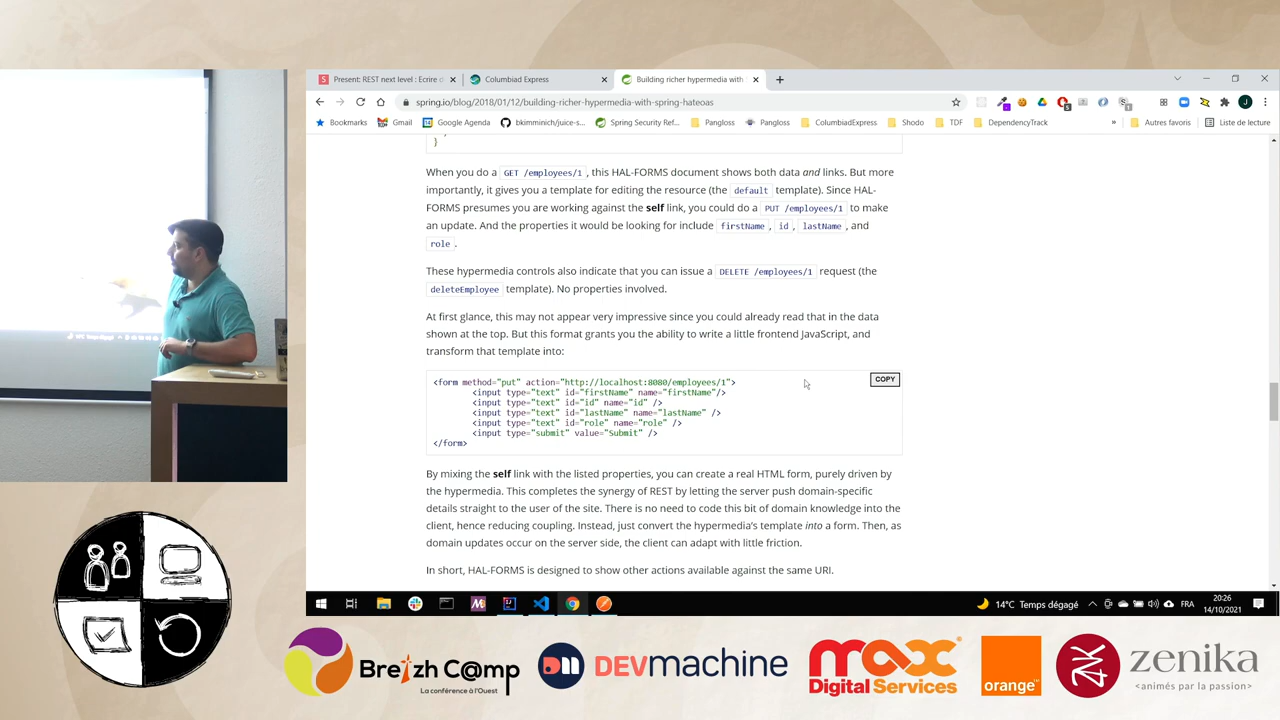 Present: REST next level : Ecrire d
Columbiad Express
Building richer hypermedia with
spring.io/blog/2018/01/12/building-richer-hypermedia-with-spring-hateoas
Bookmarks
Gmail
Google Agenda
bkimminich/juice-s...
Spring Security Ref...
Pangloss
Pangloss
ColumbiadExpress
Shodo
TDF
DependencyTrack
»
Autres favoris
Liste de lecture
}
When you do a GET /employees/1, this HAL-FORMS document shows both data and links. But more
importantly, it gives you a template for editing the resource (the default template). Since HAL-
FORMS presumes you are working against the self link, you could do a PUT /employees/1 to make
an update. And the properties it would be looking for include firstName, id, lastName, and
role.
These hypermedia controls also indicate that you can issue a DELETE /employees/1 request (the
deleteEmployee template). No properties involved.
At first glance, this may not appear very impressive since you could already read that in the data
shown at the top. But this format grants you the ability to write a little frontend JavaScript, and
transform that template into:
COPY
<form method="put" action="http://localhost:8080/employees/1">
<input type="text" id="firstName" name="firstName"/>
<input type="text" id="id" name="id" />
<input type="text" id="lastName" name="lastName" />
<input type="text" id="role" name="role" />
<input type="submit" value="Submit" />
</form>
By mixing the self link with the listed properties, you can create a real HTML form, purely driven by
the hypermedia. This completes the synergy of REST by letting the server push domain-specific
details straight to the user of the site. There is no need to code this bit of domain knowledge into the
client, hence reducing coupling. Instead, just convert the hypermedia's template into a form. Then, as
domain updates occur on the server side, the client can adapt with little friction.
In short, HAL-FORMS is designed to show other actions available against the same URI.
14°C Temps dégagé
FRA
20:26
14/10/2021
Breizh C@mp
La conférence à l'Ouest
DEVmachine
max
Digital Services
orange
zenika
<animés par la passion>